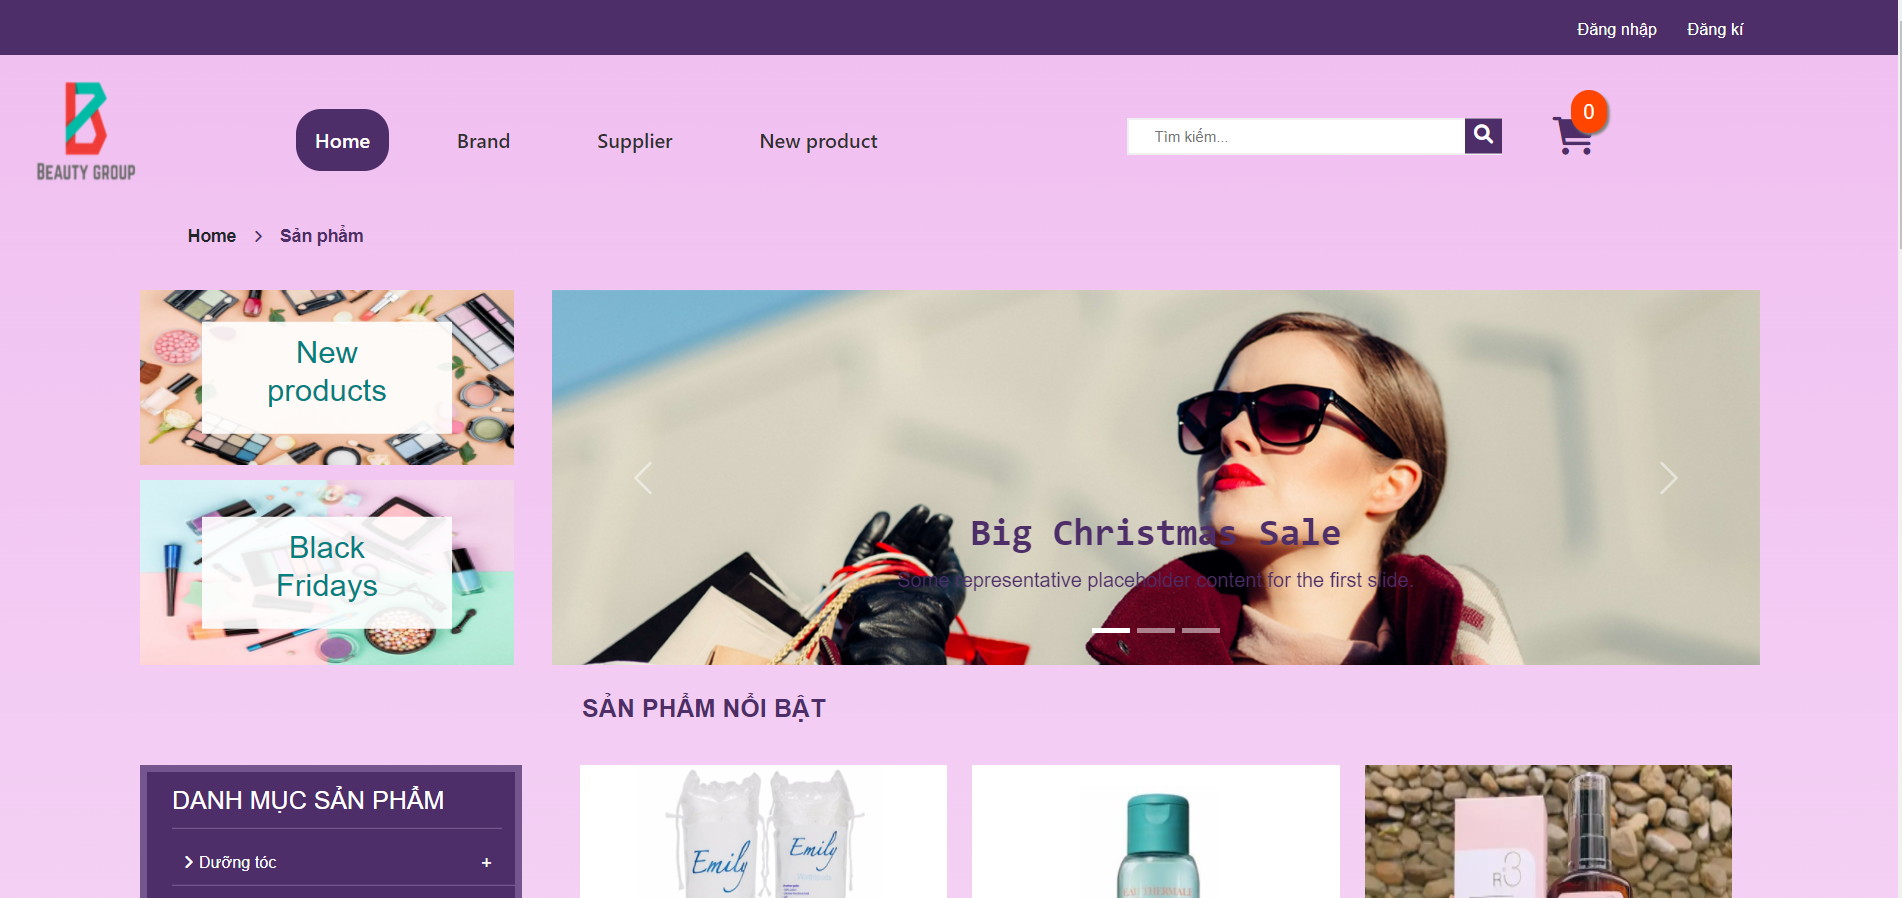 Đăng nhập Đăng kí
BEAUTY GROUP
Home Brand Supplier New product
Tìm kiếm...
0
Home > Sản phẩm
New
products
Black
Fridays
Big Christmas Sale
Some representative placeholder content for the first slide.
SẢN PHẨM NỔI BẬT
DANH MỤC SẢN PHẨM
Dưỡng tóc +
Emily
Emily
EAU THERMALE
R:3